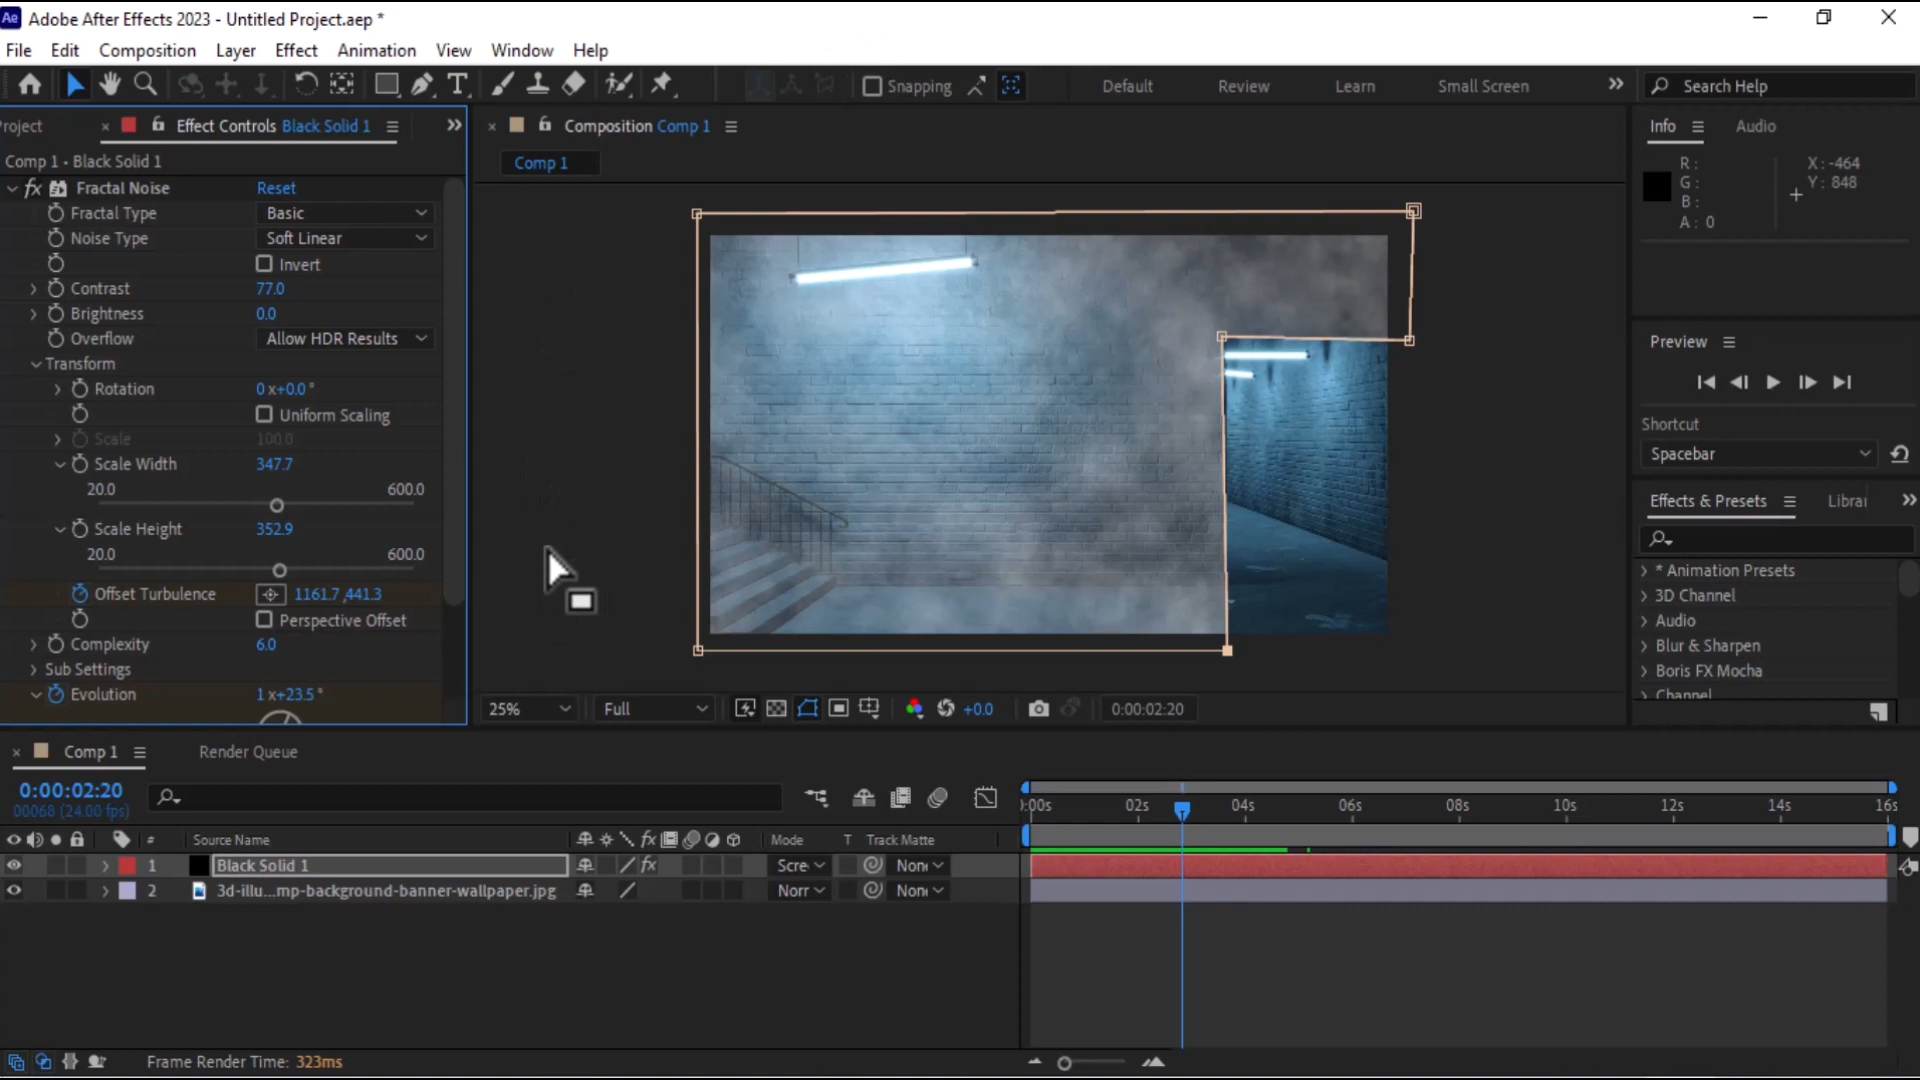 Ae Adobe After Effects 2023 - Untitled Project.aep *
File Edit Composition Layer Effect Animation View Window Help
Snapping Default Review Learn Small Screen Search Help
roject Effect Controls Black Solid 1
Comp 1 - Black Solid 1
fx Fractal Noise Reset
Fractal Type Basic
Noise Type Soft Linear
Invert
Contrast 77.0
Brightness 0.0
Overflow Allow HDR Results
Transform
Rotation 0 x+0.0 °
Uniform Scaling
Scale 100.0
Scale Width 347.7
20.0 600.0
Scale Height 352.9
20.0 600.0
Offset Turbulence 1161.7 ,441.3
Perspective Offset
Complexity 6.0
Sub Settings
Evolution 1 x+23.5 °
Composition Comp 1
Comp 1
25% Full +0.0 0:00:02:20
Info Audio
R : X : -464
G : Y : 848
B :
A : 0
Preview
Shortcut
Spacebar
Effects & Presets Librar
* Animation Presets
3D Channel
Audio
Blur & Sharpen
Boris FX Mocha
Channel
Comp 1 Render Queue
0:00:02:20
00068 (24.00 fps)
):00s 02s 04s 06s 08s 10s 12s 14s 16s
# Source Name fx Mode T Track Matte
1 Black Solid 1 fx Scre Non
2 3d-illu...mp-background-banner-wallpaper.jpg Norr Non
Frame Render Time: 323ms